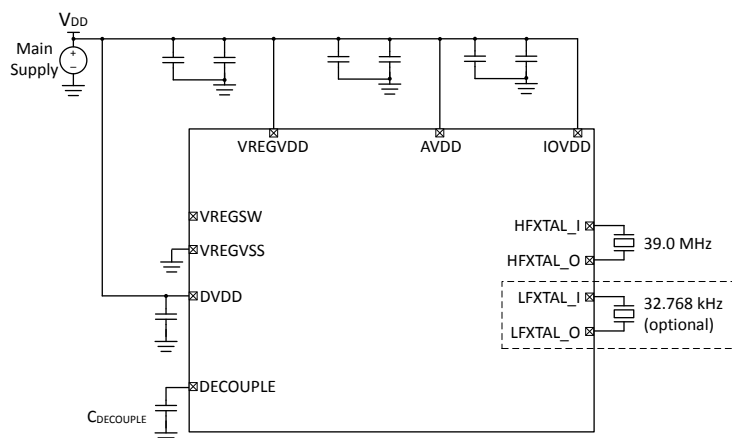 VDD
Main
Supply
+
–
VREGVDD
AVDD
IOVDD
VREGSW
HFXTAL_I
VREGVSS
39.0 MHz
HFXTAL_O
DVDD
LFXTAL_I
32.768 kHz
(optional)
LFXTAL_O
DECOUPLE
CDECOUPLE